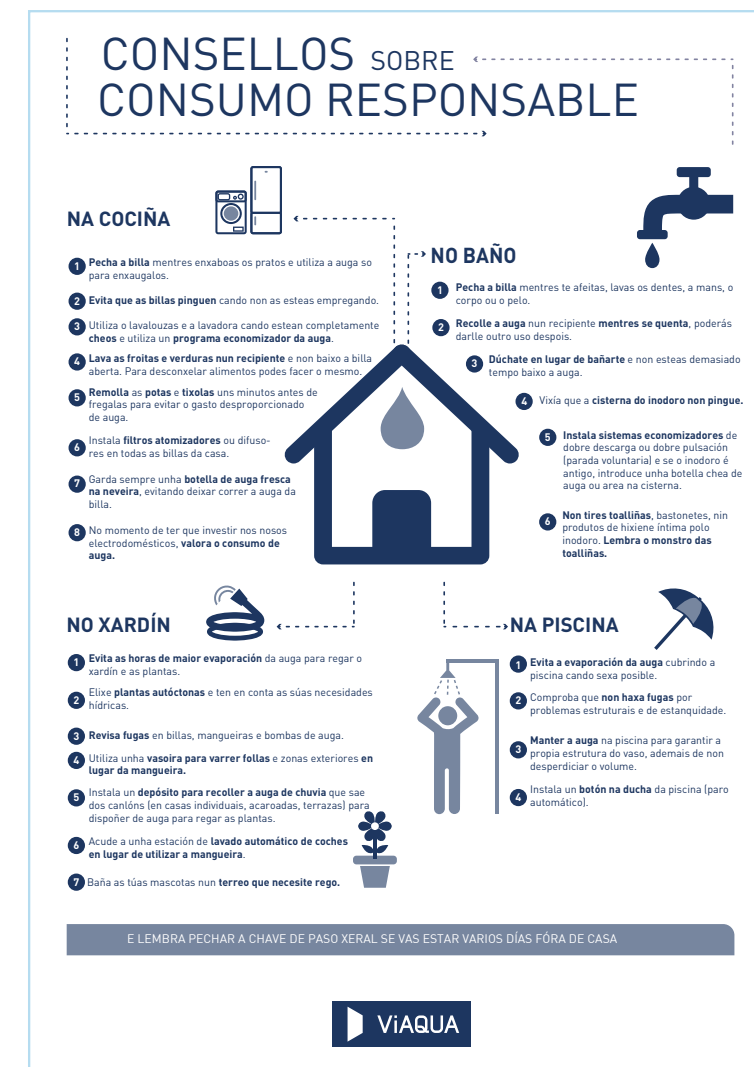 CONSELLOS SOBRE
CONSUMO RESPONSABLE
NA COCIÑA
1 Pecha a billa mentres enxaboas os pratos e utiliza a auga so
para enxaugalos.
2 Evita que as billas pinguen cando non as esteas empregando.
3 Utiliza o lavalouzas e a lavadora cando estean completamente
cheos e utiliza un programa economizador da auga.
4 Lava as froitas e verduras nun recipiente e non baixo a billa
aberta. Para desconxelar alimentos podes facer o mesmo.
5 Remolla as potas e tixolas uns minutos antes de
fregalas para evitar o gasto desproporcionado
de auga.
6 Instala filtros atomizadores ou difuso-
res en todas as billas da casa.
7 Garda sempre unha botella de auga fresca
na neveira, evitando deixar correr a auga da
billa.
8 No momento de ter que investir nos nosos
electrodomésticos, valora o consumo de
auga.
NO BAÑO
1 Pecha a billa mentres te afeitas, lavas os dentes, a mans, o
corpo ou o pelo.
2 Recolle a auga nun recipiente mentres se quenta, poderás
darlle outro uso despois.
3 Dúchate en lugar de bañarte e non esteas demasiado
tempo baixo a auga.
4 Vixía que a cisterna do inodoro non pingue.
5 Instala sistemas economizadores de
dobre descarga ou dobre pulsación
(parada voluntaria) e se o inodoro é
antigo, introduce unha botella chea de
auga ou area na cisterna.
6 Non tires toalliñas, bastonetes, nin
produtos de hixiene íntima polo
inodoro. Lembra o monstro das
toalliñas.
NO XARDÍN
1 Evita as horas de maior evaporación da auga para regar o
xardín e as plantas.
2 Elixe plantas autóctonas e ten en conta as súas necesidades
hídricas.
3 Revisa fugas en billas, mangueiras e bombas de auga.
4 Utiliza unha vasoira para varrer follas e zonas exteriores en
lugar da mangueira.
5 Instala un depósito para recoller a auga de chuvia que sae
dos canlóns (en casas individuais, acaroadas, terrazas) para
dispoñer de auga para regar as plantas.
6 Acude a unha estación de lavado automático de coches
en lugar de utilizar a mangueira.
7 Baña as túas mascotas nun terreo que necesite rego.
NA PISCINA
1 Evita a evaporación da auga cubrindo a
piscina cando sexa posible.
2 Comproba que non haxa fugas por
problemas estruturais e de estanquidade.
3 Manter a auga na piscina para garantir a
propia estrutura do vaso, ademais de non
desperdiciar o volume.
4 Instala un botón na ducha da piscina (paro
automático).
E LEMBRA PECHAR A CHAVE DE PASO XERAL SE VAS ESTAR VARIOS DÍAS FÓRA DE CASA
ViAQUA